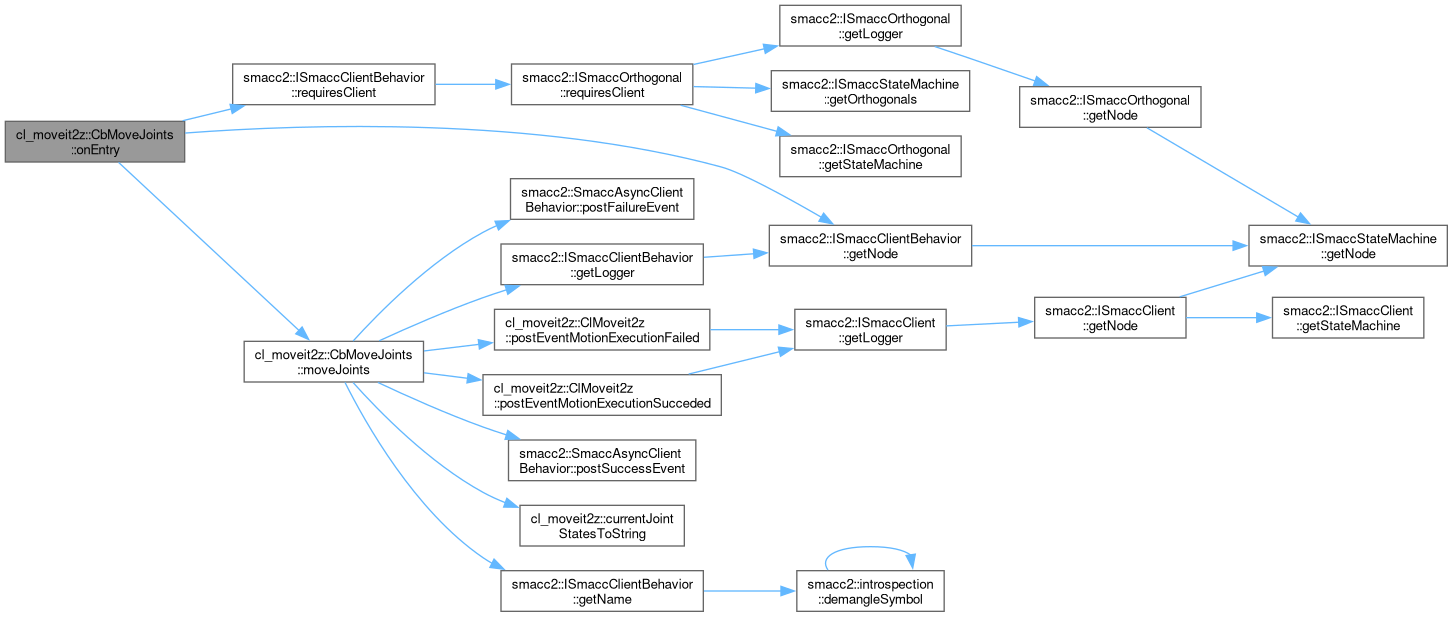 cl_moveit2z::CbMoveJoints
::onEntry
smacc2::ISmaccClientBehavior
::requiresClient
smacc2::ISmaccOrthogonal
::requiresClient
smacc2::ISmaccOrthogonal
::getLogger
smacc2::ISmaccStateMachine
::getOrthogonals
smacc2::ISmaccOrthogonal
::getStateMachine
smacc2::ISmaccOrthogonal
::getNode
smacc2::ISmaccStateMachine
::getNode
cl_moveit2z::CbMoveJoints
::moveJoints
smacc2::SmaccAsyncClient
Behavior::postFailureEvent
smacc2::ISmaccClientBehavior
::getLogger
smacc2::ISmaccClientBehavior
::getNode
cl_moveit2z::ClMoveit2z
::postEventMotionExecutionFailed
smacc2::ISmaccClient
::getLogger
smacc2::ISmaccClient
::getNode
smacc2::ISmaccClient
::getStateMachine
cl_moveit2z::ClMoveit2z
::postEventMotionExecutionSucceded
smacc2::SmaccAsyncClient
Behavior::postSuccessEvent
cl_moveit2z::currentJoint
StatesToString
smacc2::ISmaccClientBehavior
::getName
smacc2::introspection
::demangleSymbol